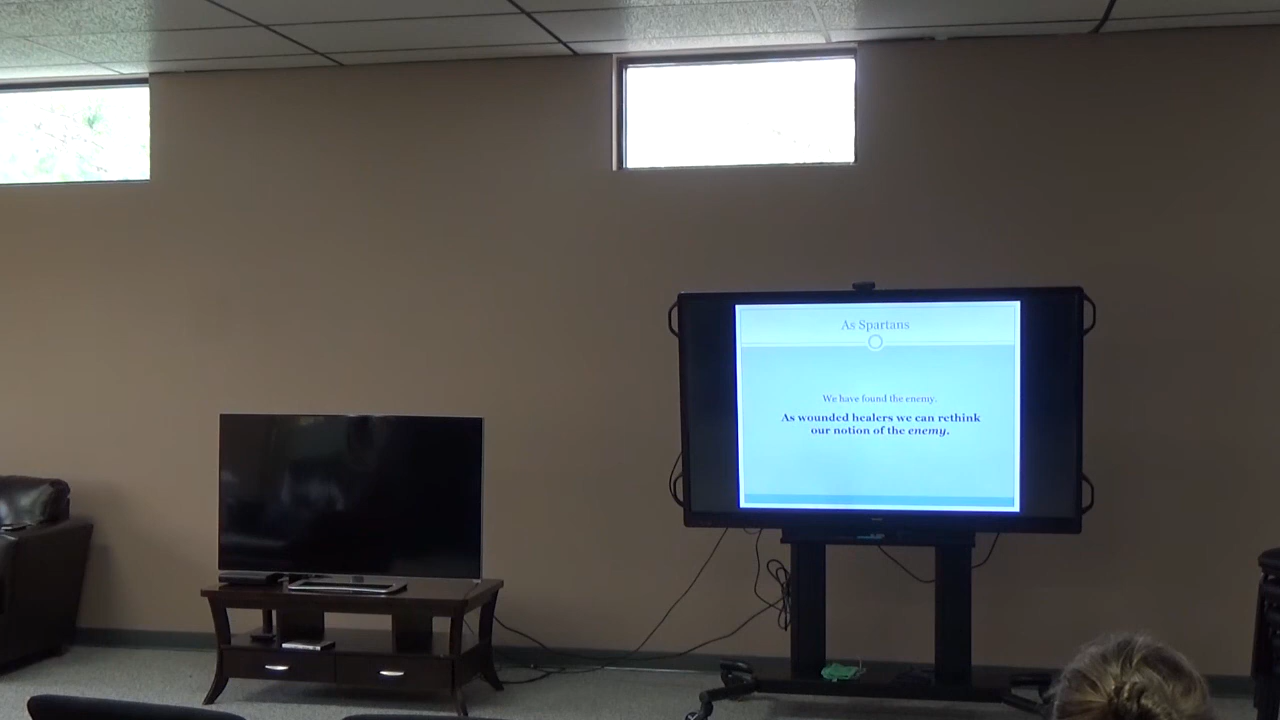 As Spartans
We have found the enemy.
As wounded healers we can rethink
our notion of the enemy.